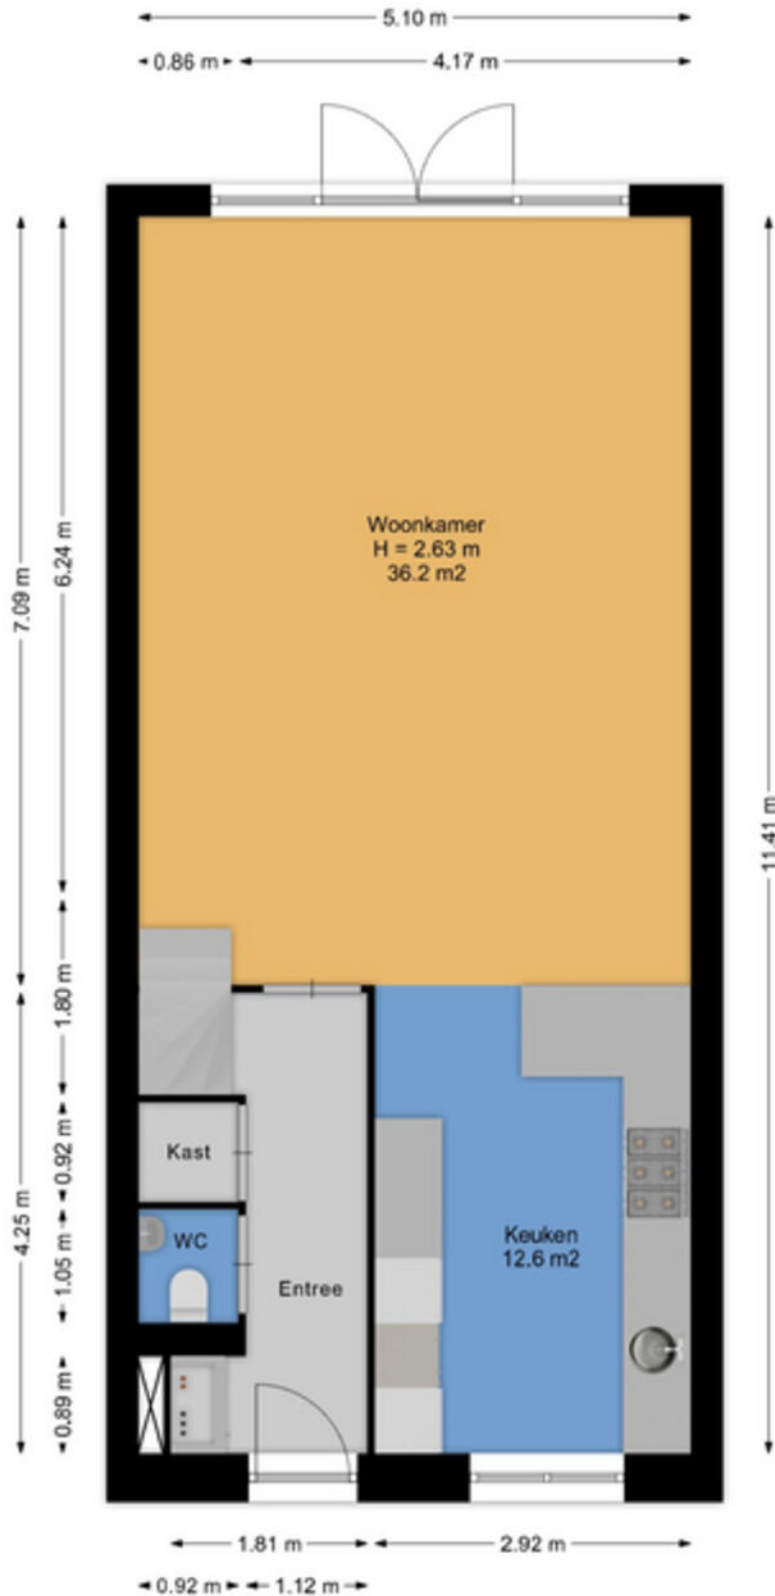 5.10 m
0.86 m
4.17 m
Woonkamer
H = 2.63 m
36.2 m2
6.24 m
7.09 m
11.41 m
1.80 m
0.92 m
Kast
4.25 m
1.05 m
WC
Keuken
12.6 m2
Entree
0.89 m
1.81 m
2.92 m
0.92 m
1.12 m